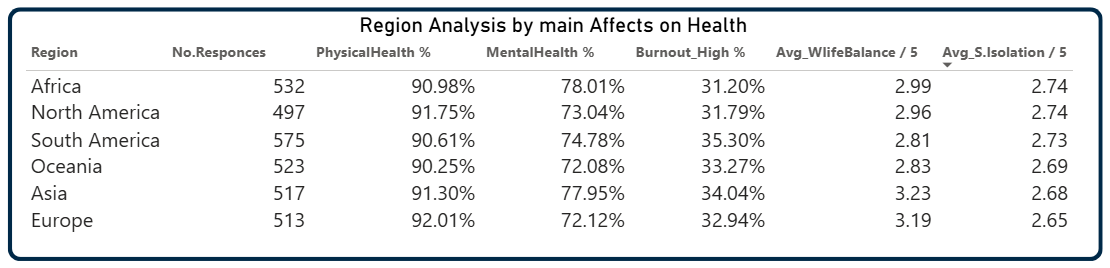 Region Analysis by main Affects on Health
Region No.Responces PhysicalHealth % MentalHealth % Burnout_High % Avg_WlifeBalance / 5 Avg_S.Isolation / 5
Africa 532 90.98% 78.01% 31.20% 2.99 2.74
North America 497 91.75% 73.04% 31.79% 2.96 2.74
South America 575 90.61% 74.78% 35.30% 2.81 2.73
Oceania 523 90.25% 72.08% 33.27% 2.83 2.69
Asia 517 91.30% 77.95% 34.04% 3.23 2.68
Europe 513 92.01% 72.12% 32.94% 3.19 2.65